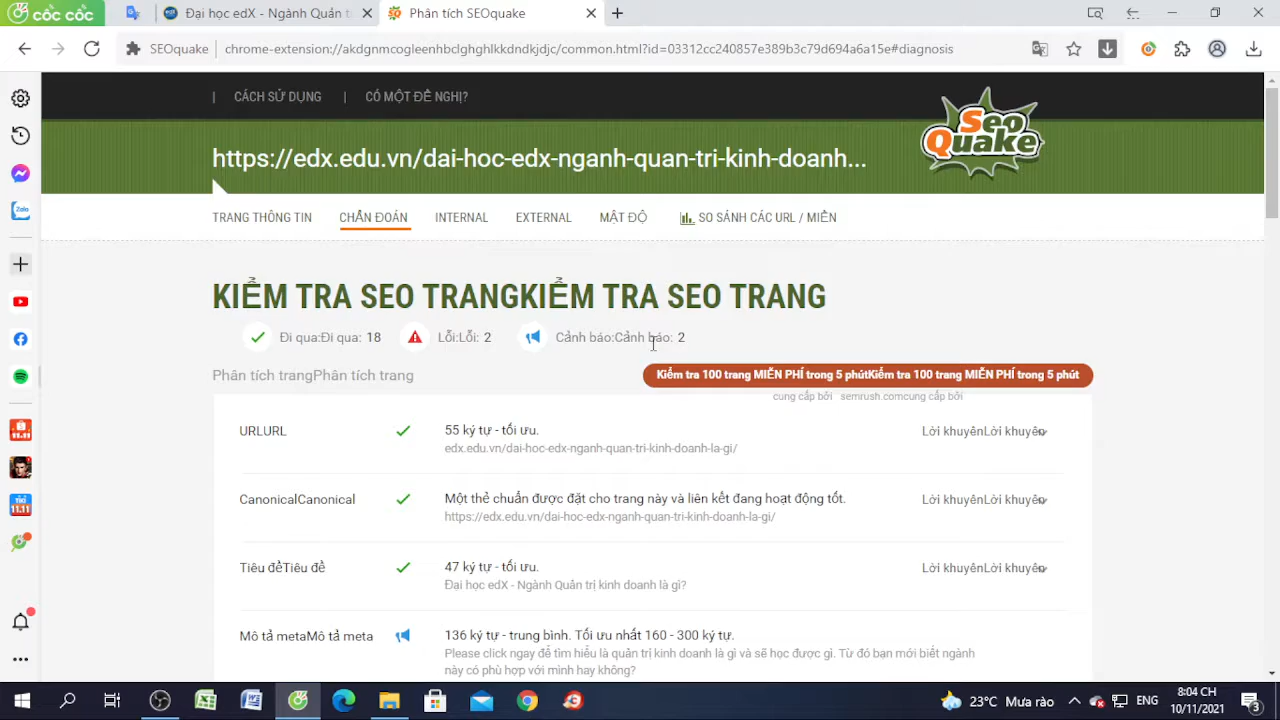 cốc cốc
Đại học edX - Ngành Quản
Phân tích SEOquake
SEOquake
chrome-extension://akdgnmcogleenhbclghghlkkdndkjdjc/common.html?id=03312cc240857e389b3c79d694a6a15e#diagnosis
| CÁCH SỬ DỤNG | CÓ MỘT ĐỀ NGHỊ?
https://edx.edu.vn/dai-hoc-edx-nganh-quan-tri-kinh-doanh...
Seo
Quake
TRANG THÔNG TIN CHẨN ĐOÁN INTERNAL EXTERNAL MẬT ĐỘ SO SÁNH CÁC URL / MIỀN
KIỂM TRA SEO TRANGKIỂM TRA SEO TRANG
Đi qua:Đi qua: 18 Lỗi:Lỗi: 2 Cảnh báo:Cảnh báo: 2
Phân tích trangPhân tích trang
Kiểm tra 100 trang MIỄN PHÍ trong 5 phútKiểm tra 100 trang MIỄN PHÍ trong 5 phút
cung cấp bởi semrush.comcung cấp bởi
URLURL 55 ký tự - tối ưu. Lời khuyênLời khuyên
edx.edu.vn/dai-hoc-edx-nganh-quan-tri-kinh-doanh-la-gi/
CanonicalCanonical Một thẻ chuẩn được đặt cho trang này và liên kết đang hoạt động tốt. Lời khuyênLời khuyên
https://edx.edu.vn/dai-hoc-edx-nganh-quan-tri-kinh-doanh-la-gi/
Tiêu đềTiêu đề 47 ký tự - tối ưu. Lời khuyênLời khuyên
Đại học edX - Ngành Quản trị kinh doanh là gì?
Mô tả metaMô tả meta 136 ký tự - trung bình. Tối ưu nhất 160 - 300 ký tự.
Please click ngay để tìm hiểu là quản trị kinh doanh là gì và sẽ học được gì. Từ đó bạn mới biết ngành
này có phù hợp với mình hay không?
Zalo
11.11
TIKI
11.11
23°C Mưa rào
ENG
8:04 CH
10/11/2021
3